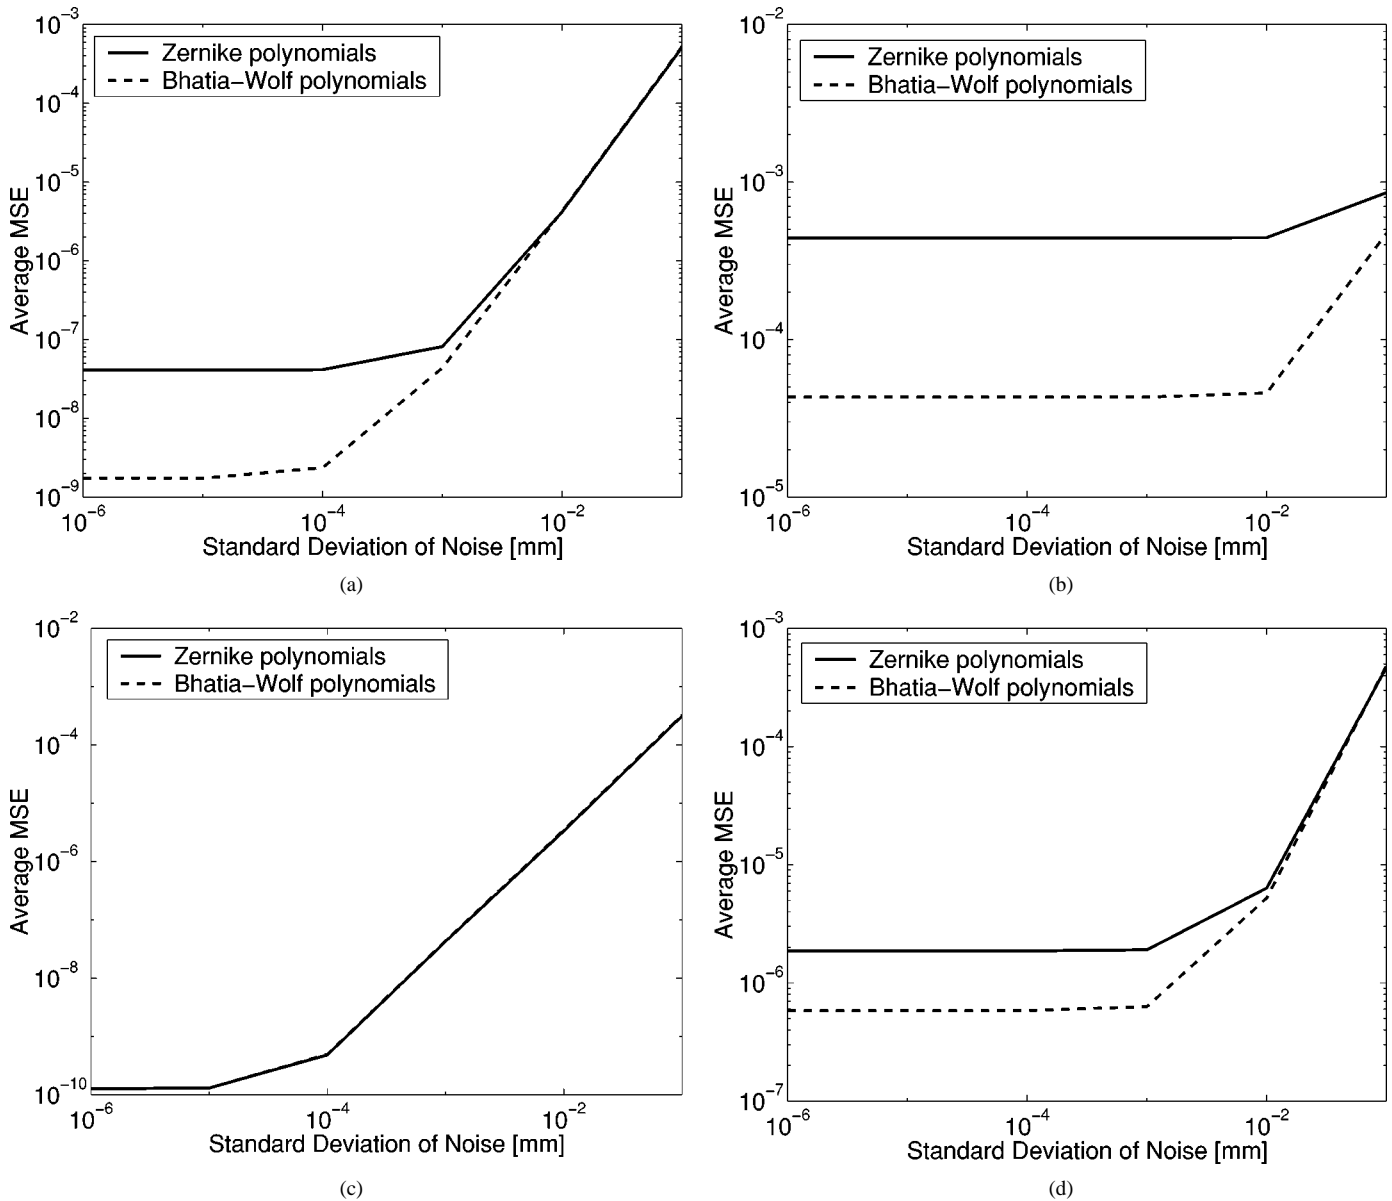 10−3
10−4
10−5
10−6
10−7
10−8
10−9
Average MSE
Zernike polynomials
Bhatia−Wolf polynomials
10−6
10−4
10−2
Standard Deviation of Noise [mm]
(a)
10−2
10−3
10−4
10−5
Average MSE
Zernike polynomials
Bhatia−Wolf polynomials
10−6
10−4
10−2
Standard Deviation of Noise [mm]
(b)
10−2
10−4
10−6
10−8
10−10
Average MSE
Zernike polynomials
Bhatia−Wolf polynomials
10−6
10−4
10−2
Standard Deviation of Noise [mm]
(c)
10−3
10−4
10−5
10−6
10−7
Average MSE
Zernike polynomials
Bhatia−Wolf polynomials
10−6
10−4
10−2
Standard Deviation of Noise [mm]
(d)